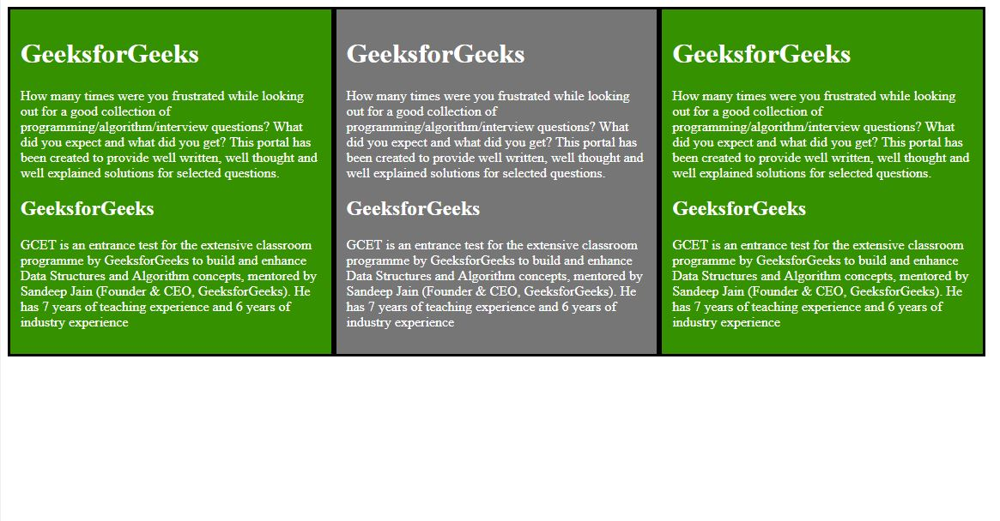 GeeksforGeeks
How many times were you frustrated while looking
out for a good collection of
programming/algorithm/interview questions? What
did you expect and what did you get? This portal has
been created to provide well written, well thought and
well explained solutions for selected questions.
GeeksforGeeks
GCET is an entrance test for the extensive classroom
programme by GeeksforGeeks to build and enhance
Data Structures and Algorithm concepts, mentored by
Sandeep Jain (Founder & CEO, GeeksforGeeks). He
has 7 years of teaching experience and 6 years of
industry experience
GeeksforGeeks
How many times were you frustrated while looking
out for a good collection of
programming/algorithm/interview questions? What
did you expect and what did you get? This portal has
been created to provide well written, well thought and
well explained solutions for selected questions.
GeeksforGeeks
GCET is an entrance test for the extensive classroom
programme by GeeksforGeeks to build and enhance
Data Structures and Algorithm concepts, mentored by
Sandeep Jain (Founder & CEO, GeeksforGeeks). He
has 7 years of teaching experience and 6 years of
industry experience
GeeksforGeeks
How many times were you frustrated while looking
out for a good collection of
programming/algorithm/interview questions? What
did you expect and what did you get? This portal has
been created to provide well written, well thought and
well explained solutions for selected questions.
GeeksforGeeks
GCET is an entrance test for the extensive classroom
programme by GeeksforGeeks to build and enhance
Data Structures and Algorithm concepts, mentored by
Sandeep Jain (Founder & CEO, GeeksforGeeks). He
has 7 years of teaching experience and 6 years of
industry experience